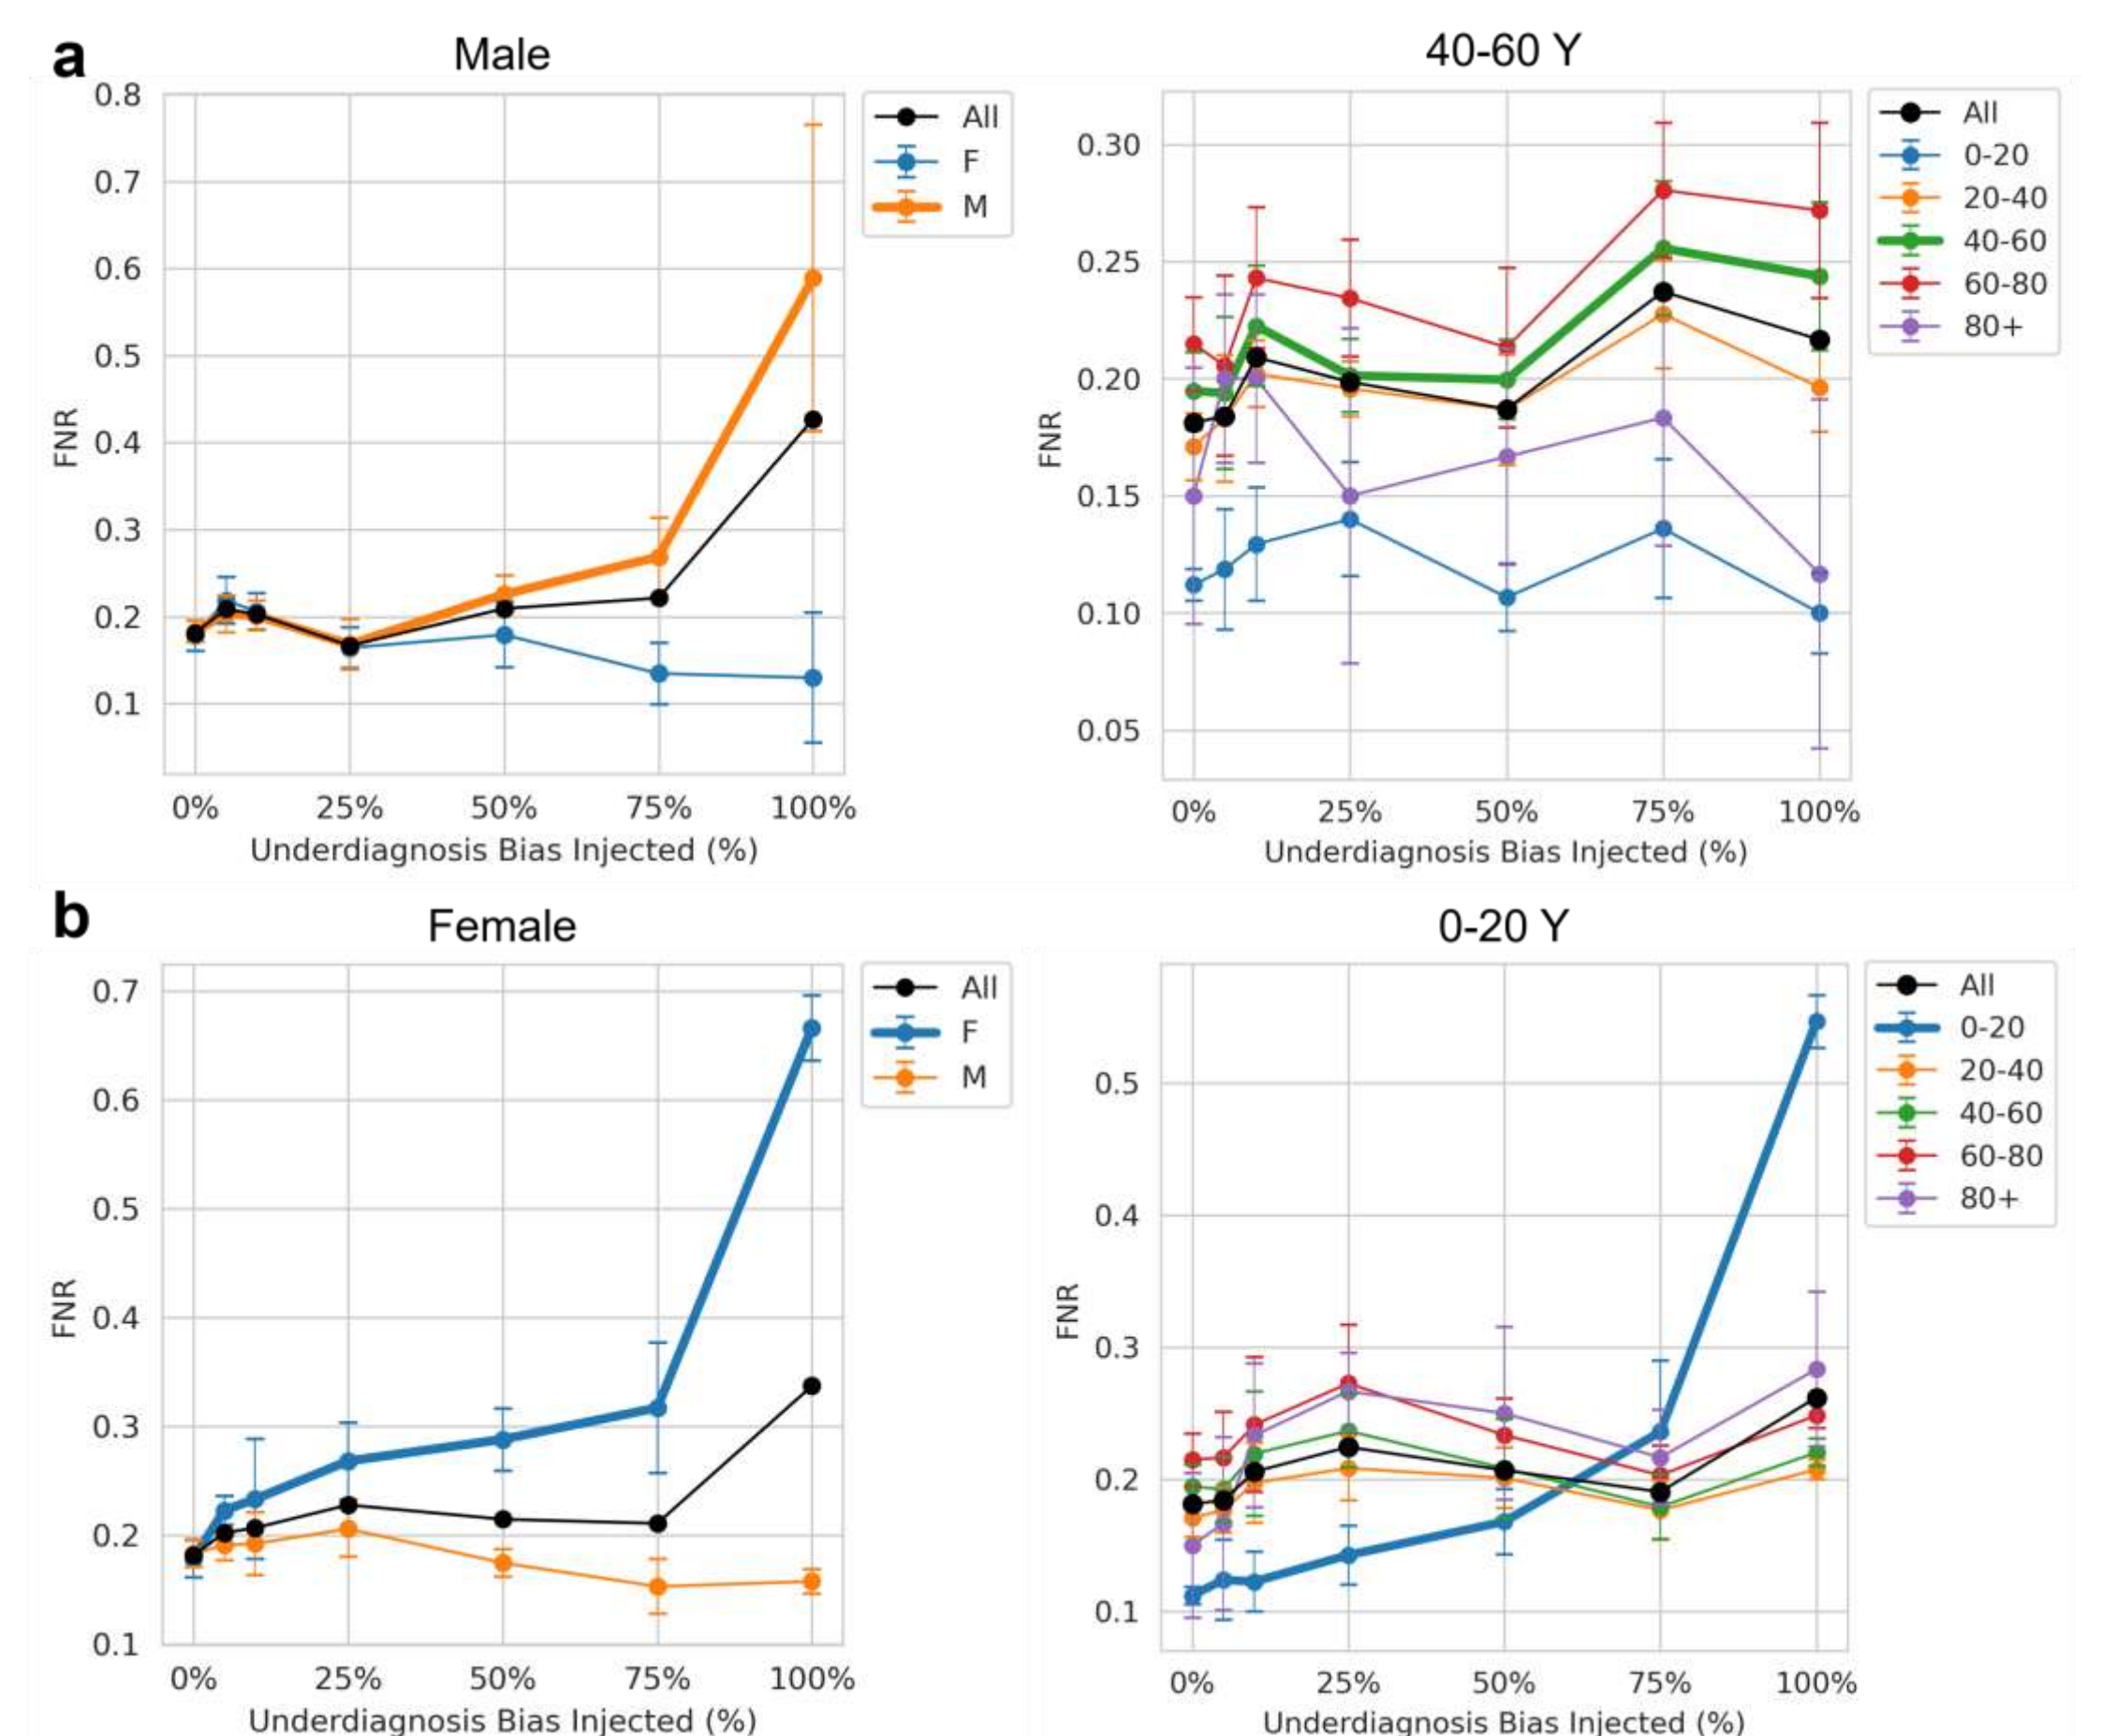 a
Male
0.8
0.7
0.6
0.5
0.4
0.3
0.2
0.1
FNR
0%
25%
50%
75%
100%
Underdiagnosis Bias Injected (%)
All
F
M
40-60 Y
0.30
0.25
0.20
0.15
0.10
0.05
FNR
0%
25%
50%
75%
100%
Underdiagnosis Bias Injected (%)
All
0-20
20-40
40-60
60-80
80+
b
Female
0.7
0.6
0.5
0.4
0.3
0.2
0.1
FNR
0%
25%
50%
75%
100%
Underdiagnosis Bias Injected (%)
All
F
M
0-20 Y
0.5
0.4
0.3
0.2
0.1
FNR
0%
25%
50%
75%
100%
Underdiagnosis Bias Injected (%)
All
0-20
20-40
40-60
60-80
80+